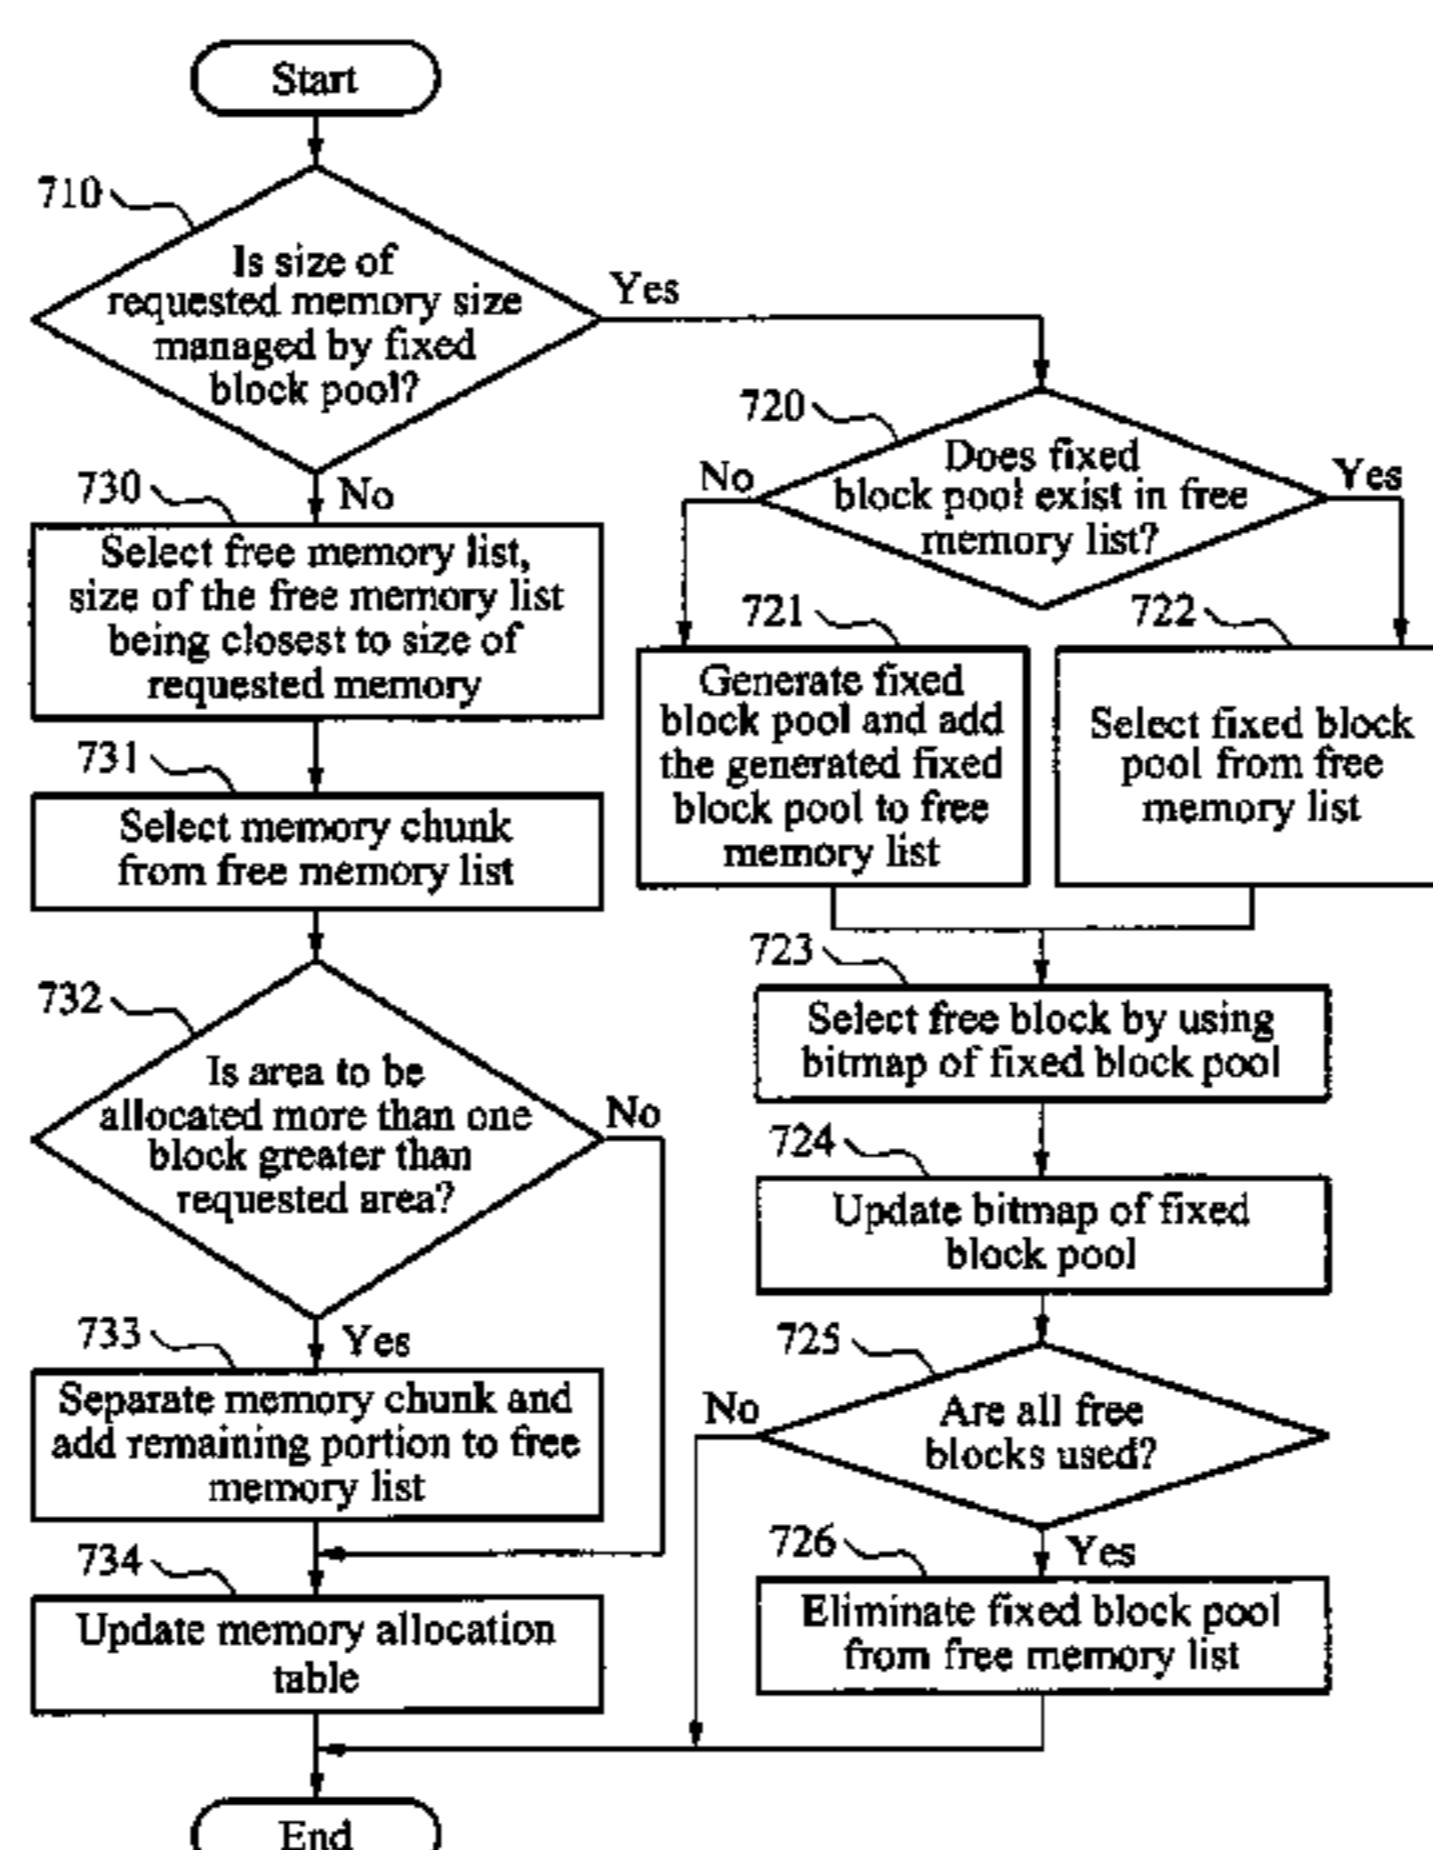 Start
710
Is size of
requested memory size
managed by fixed
block pool?
Yes
No
720
Does fixed
block pool exist in free
memory list?
No
Yes
730
Select free memory list,
size of the free memory list
being closest to size of
requested memory
721
Generate fixed
block pool and add
the generated fixed
block pool to free
memory list
722
Select fixed block
pool from free
memory list
731
Select memory chunk
from free memory list
723
Select free block by using
bitmap of fixed block pool
732
Is area to be
allocated more than one
block greater than
requested area?
No
Yes
724
Update bitmap of fixed
block pool
733
Separate memory chunk and
add remaining portion to free
memory list
725
Are all free
blocks used?
No
Yes
734
Update memory allocation
table
726
Eliminate fixed block pool
from free memory list
End